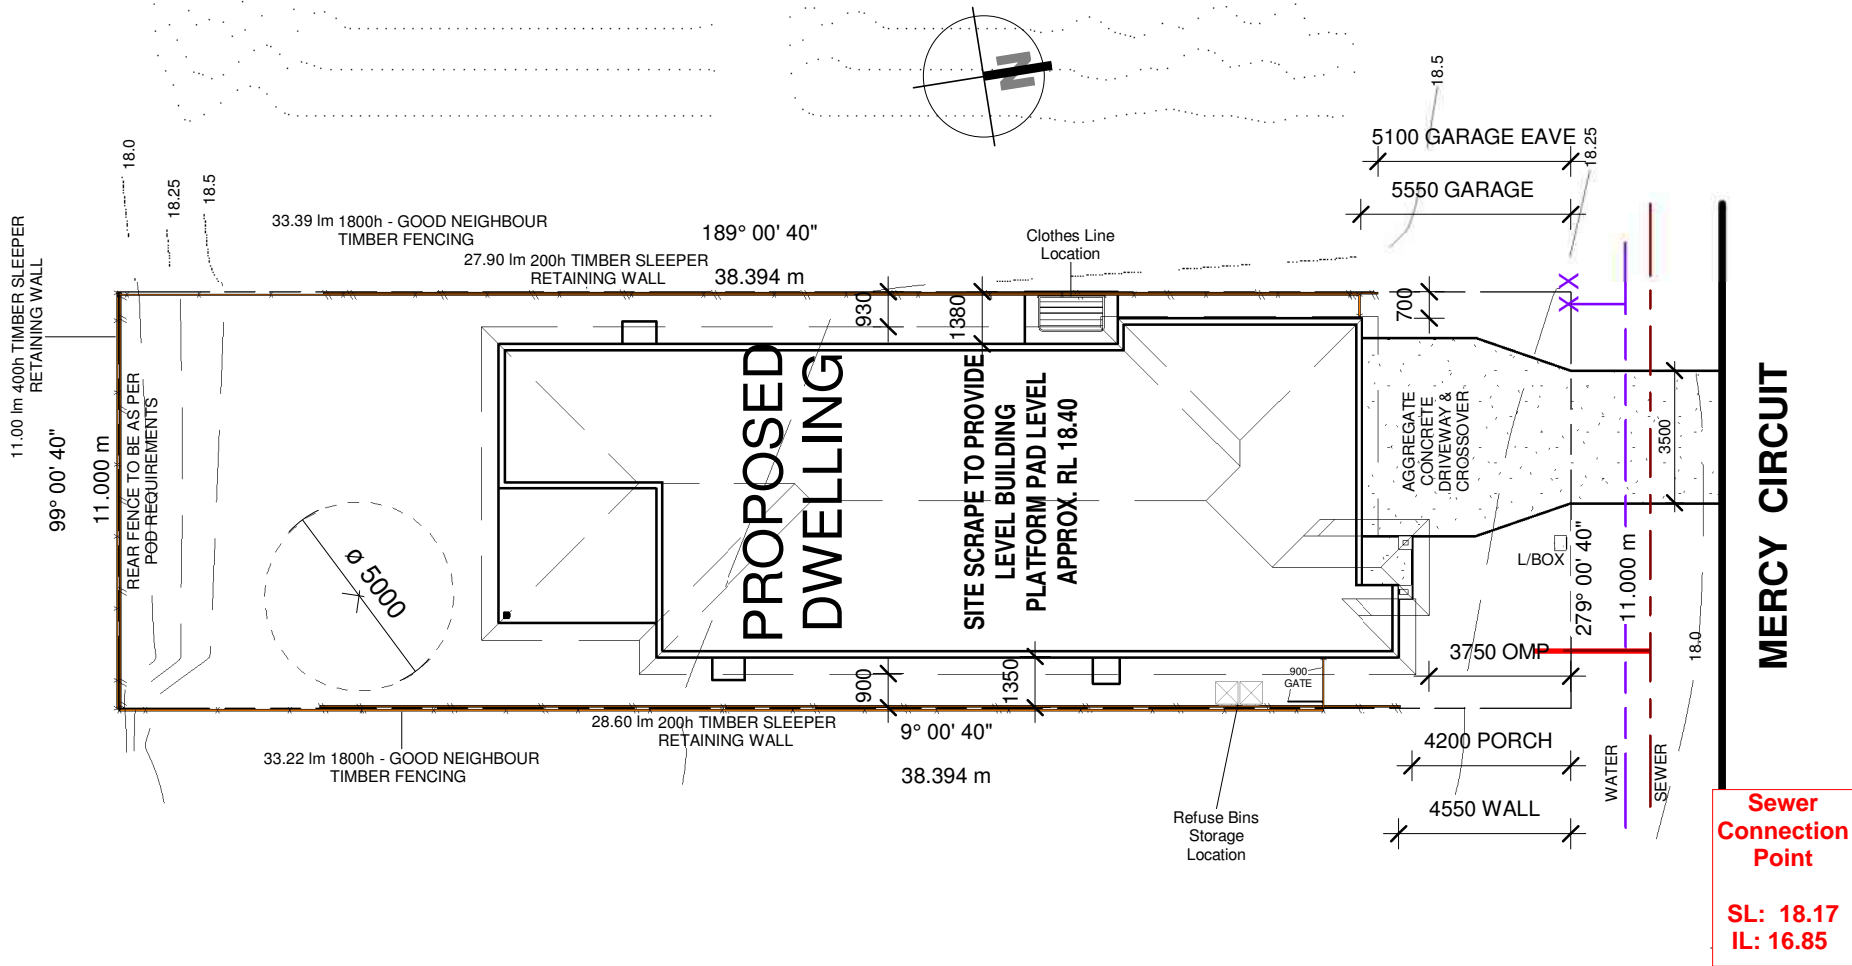 N
18.5
5100 GARAGE EAVE
18.25
5550 GARAGE
18.0
18.25
18.5
33.39 lm 1800h - GOOD NEIGHBOUR
TIMBER FENCING
189° 00' 40"
27.90 lm 200h TIMBER SLEEPER
RETAINING WALL
38.394 m
Clothes Line
Location
11.00 lm 400h TIMBER SLEEPER
RETAINING WALL
99° 00' 40"
11.000 m
REAR FENCE TO BE AS PER
POD REQUIREMENTS
930
1380
700
ø 5000
PROPOSED
DWELLING
SITE SCRAPE TO PROVIDE
LEVEL BUILDING
PLATFORM PAD LEVEL
APPROX. RL 18.40
AGGREGATE
CONCRETE
DRIVEWAY &
CROSSOVER
3500
MERCY CIRCUIT
L/BOX
279° 00' 40"
11.000 m
18.0
3750 OMP
900
1350
900
GATE
28.60 lm 200h TIMBER SLEEPER
RETAINING WALL
9° 00' 40"
38.394 m
33.22 lm 1800h - GOOD NEIGHBOUR
TIMBER FENCING
4200 PORCH
4550 WALL
WATER
SEWER
Refuse Bins
Storage
Location
Sewer
Connection
Point
SL: 18.17
IL: 16.85